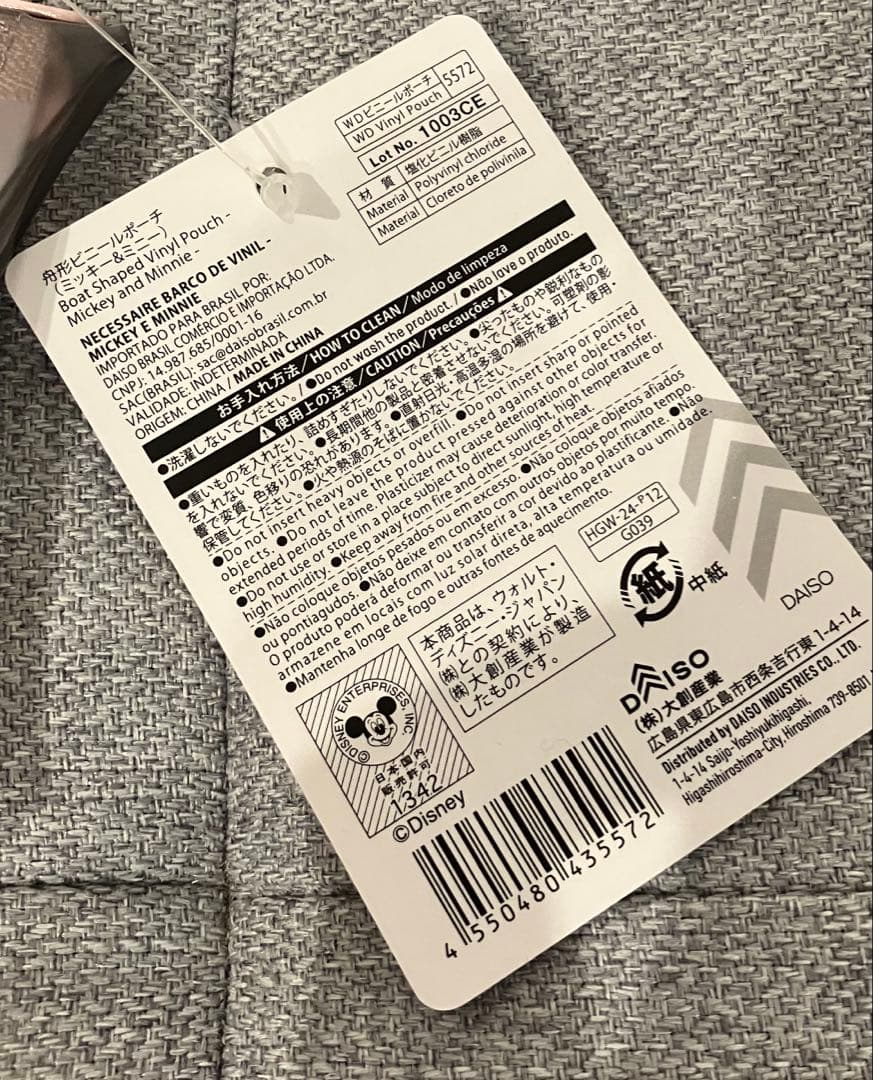 WDビニールポーチ 5572
WD Vinyl Pouch
Lot No. 1003CE
材質 塩化ビニル樹脂
Material Polyvinyl chloride
Material Cloreto de polivinila
舟形ビニールポーチ
(ミッキー&ミニー)
Boat Shaped Vinyl Pouch -
Mickey and Minnie -
NECESSAIRE BARCO DE VINIL -
MICKEY E MINNIE
IMPORTADO PARA BRASIL POR:
DAISO BRASIL COMÉRCIO E IMPORTAÇÃO LTDA.
CNPJ: 14.987.685/0001-16
SAC(BRASIL): sac@daisobrasil.com.br
VALIDADE: INDETERMINADA
ORIGEM: CHINA / MADE IN CHINA
お手入れ方法/HOW TO CLEAN/Modo de limpeza
●洗濯しないでください。/●Do not wash the product. /●Não lave o produto.
⚠使用上の注意/CAUTION/Precauções⚠
●重いものを入れたり、詰めすぎたりしないでください。●尖ったものや鋭利なもの
を入れないでください。●長期間他の製品と密着させないでください。可塑剤の影
響で変質、色移りの恐れがあります。●直射日光、高温多湿の場所を避けて、使用・
保管してください。●火や熱源のそばに置かないでください。
●Do not insert heavy objects or overfill. ●Do not insert sharp or pointed
objects. ●Do not leave the product pressed against other objects for
extended periods of time. Plasticizer may cause deterioration or color transfer.
●Do not use or store in a place subject to direct sunlight, high temperature or
high humidity. ●Keep away from fire and other sources of heat.
●Não coloque objetos pesados ou em excesso. ●Não coloque objetos afiados
ou pontiagudos. ●Não deixe em contato com outros objetos por muito tempo.
O produto poderá deformar ou transferir a cor devido ao plastificante. ●Não
armazene em locais com luz solar direta, alta temperatura ou umidade.
●Mantenha longe de fogo e outras fontes de aquecimento.
HGW-24-P12
G039
紙
中紙
DAISO
本商品は、ウォルト・
ディズニー・ジャパン
(株)との契約により、
(株)大創産業が製造
したものです。
©DISNEY ENTERPRISES, INC.
日本国内
販売許可
1342
©Disney
DAISO
(株)大創産業
広島県東広島市西条吉行東1-4-14
Distributed by DAISO INDUSTRIES CO., LTD.
1-4-14 Saijo-Yoshiyukihigashi,
Higashihiroshima-City, Hiroshima 739-8501
4 550480 435572